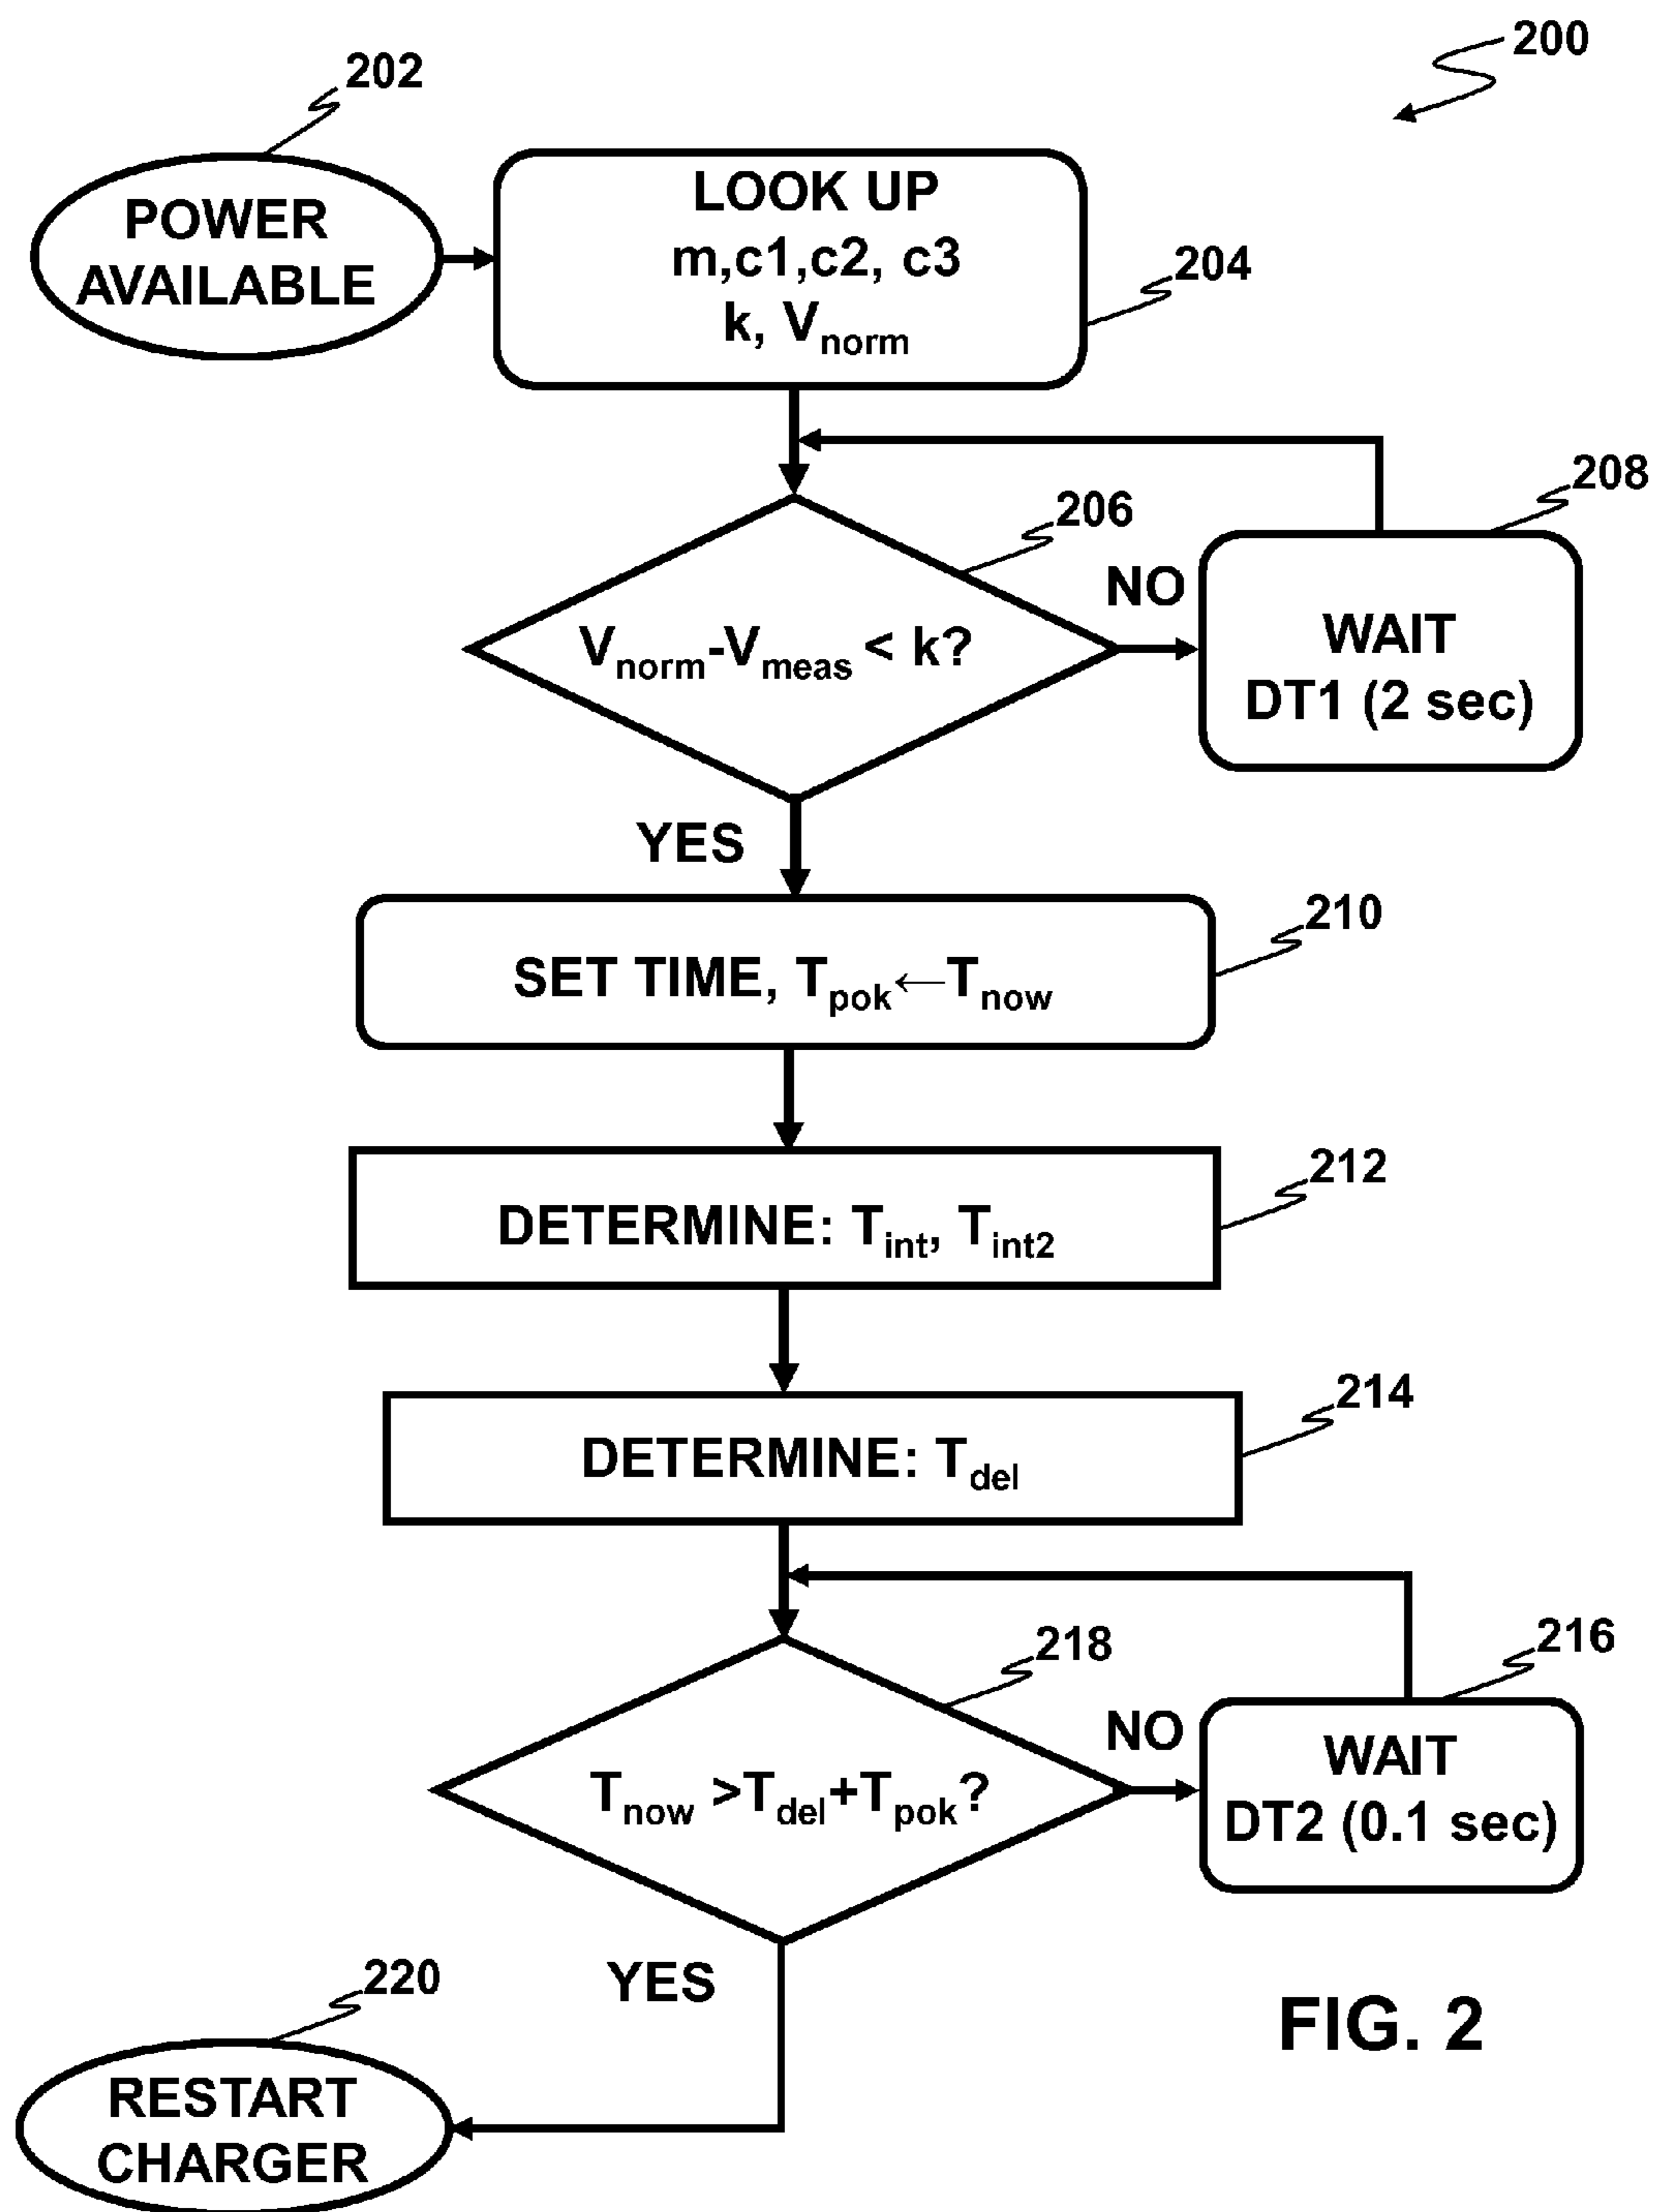 200
202
POWER
AVAILABLE
LOOK UP
m,c1,c2, c3
k, Vnorm
204
206
Vnorm-Vmeas < k?
NO
208
WAIT
DT1 (2 sec)
YES
210
SET TIME, Tpok←Tnow
212
DETERMINE: Tint, Tint2
214
DETERMINE: Tdel
218
Tnow >Tdel+Tpok?
NO
216
WAIT
DT2 (0.1 sec)
YES
220
RESTART
CHARGER
FIG. 2